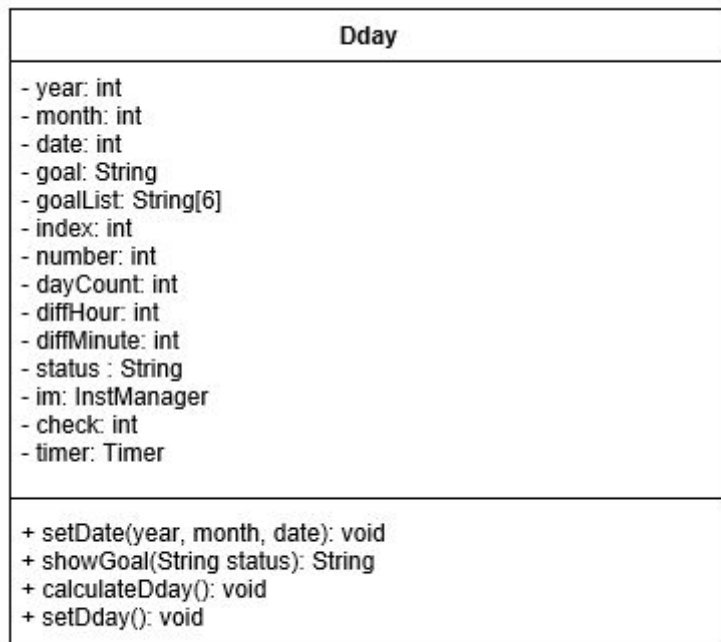 Dday
- year: int
- month: int
- date: int
- goal: String
- goalList: String[6]
- index: int
- number: int
- dayCount: int
- diffHour: int
- diffMinute: int
- status : String
- im: InstManager
- check: int
- timer: Timer
+ setDate(year, month, date): void
+ showGoal(String status): String
+ calculateDday(): void
+ setDday(): void